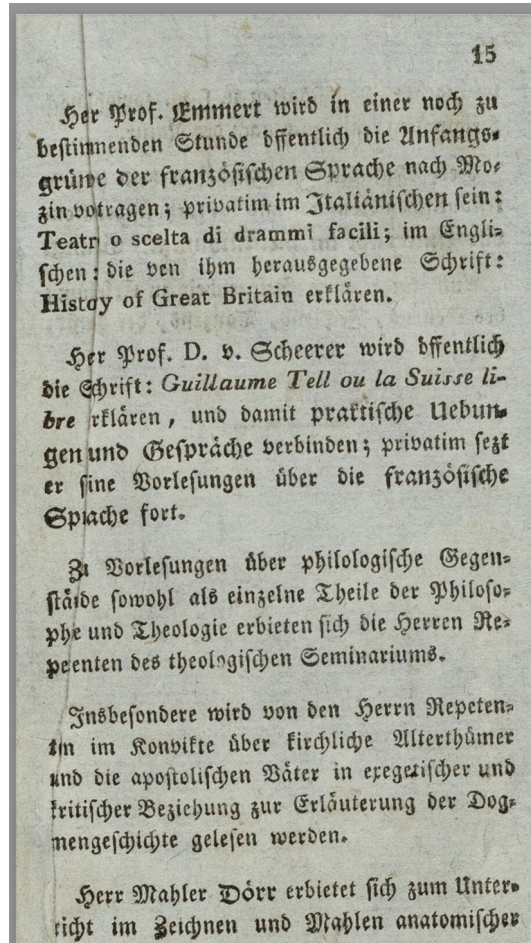 15
Her Prof. Emmert wird in einer noch zu
bestimmenden Stunde öffentlich die Anfangs-
grünwe der französischen Sprache nach Mo-
zin votragen; privatim im Italiänischen sein:
Teatr o scelta di drammi facili; im Engli-
schen: die von ihm herausgegebene Schrift:
Histoy of Great Britain erklären.
Her Prof. D. v. Scheerer wird öffentlich
die Schrift: Guillaume Tell ou la Suisse li-
bre rklären, und damit praktische Uebun-
gen und Gespräche verbinden; privatim sezt
er sine Vorlesungen über die französische
Sprache fort.
Zu Vorlesungen über philologische Gegen-
stände sowohl als einzelne Theile der Philoso-
phe und Theologie erbieten sich die Herren Re-
peenten des theologischen Seminariums.
Insbesondere wird von den Herrn Repeten-
tn im Konvikte über kirchliche Alterthümer
und die apostolischen Väter in exegetischer und
kritischer Beziehung zur Erläuterung der Dog-
mengeschichte gelesen werden.
Herr Mahler Dörr erbietet sich zum Unter-
richt im Zeichnen und Mahlen anatomischer